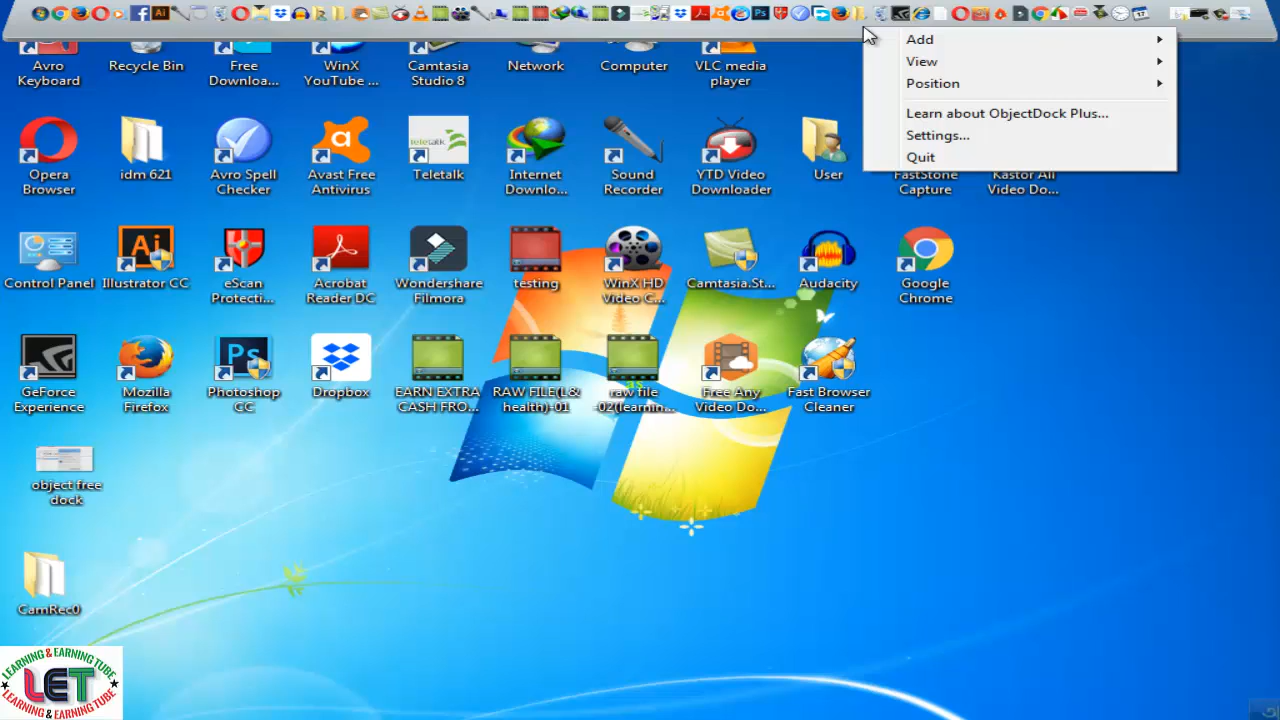 Add
View
Position
Learn about ObjectDock Plus...
Settings...
Quit
Avro
Keyboard
Recycle Bin
Free
Downloa...
WinX
YouTube ...
Camtasia
Studio 8
Network
Computer
VLC media
player
Opera
Browser
idm 621
Avro Spell
Checker
Avast Free
Antivirus
Teletalk
Internet
Downlo...
Sound
Recorder
YTD Video
Downloader
User
FastStone
Capture
Kastor All
Video Do...
Control Panel
Illustrator CC
eScan
Protecti...
Acrobat
Reader DC
Wondershare
Filmora
testing
WinX HD
Video C...
Camtasia.St...
Audacity
Google
Chrome
GeForce
Experience
Mozilla
Firefox
Photoshop
CC
Dropbox
EARN EXTRA
CASH FRO...
RAW FILE(L&
health)-01
raw file
-02(learnin...
Free Any
Video Do...
Fast Browser
Cleaner
object free
dock
CamRec0
LEARNING & EARNING TUBE
LET
LEARNING & EARNING TUBE